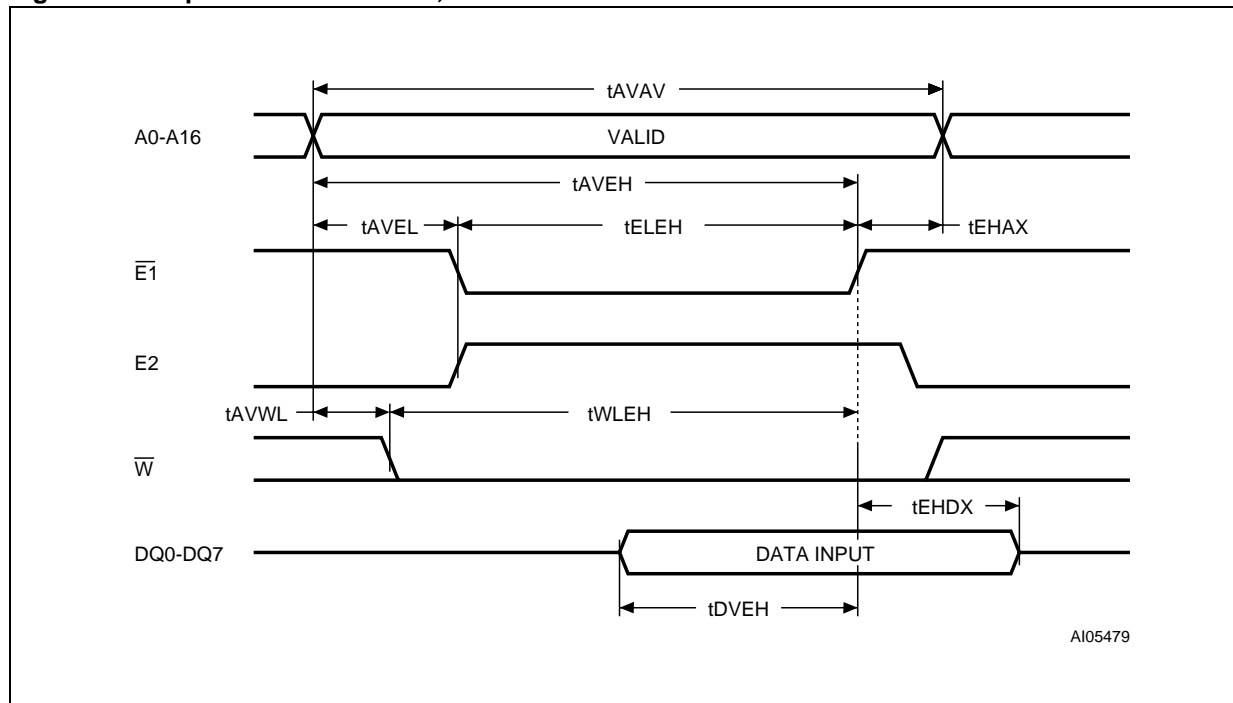 tAVAV
A0-A16
VALID
tAVEH
tAVEL
tELEH
tEHAX
E1
E2
tAVWL
tWLEH
W
tEHDX
DQ0-DQ7
DATA INPUT
tDVEH
AI05479